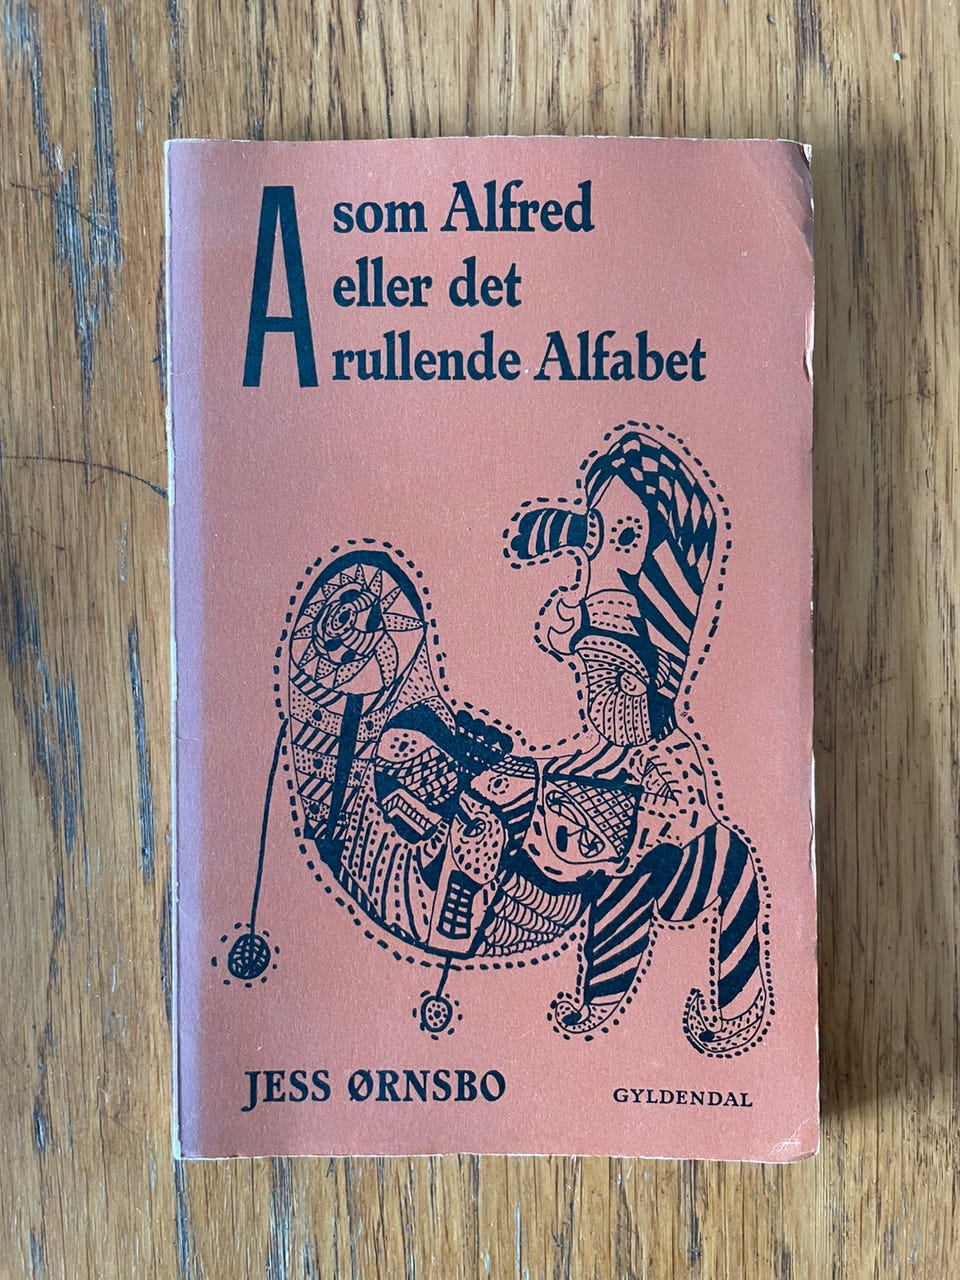 A som Alfred
eller det
rullende Alfabet
JESS ØRNSBO
GYLDENDAL